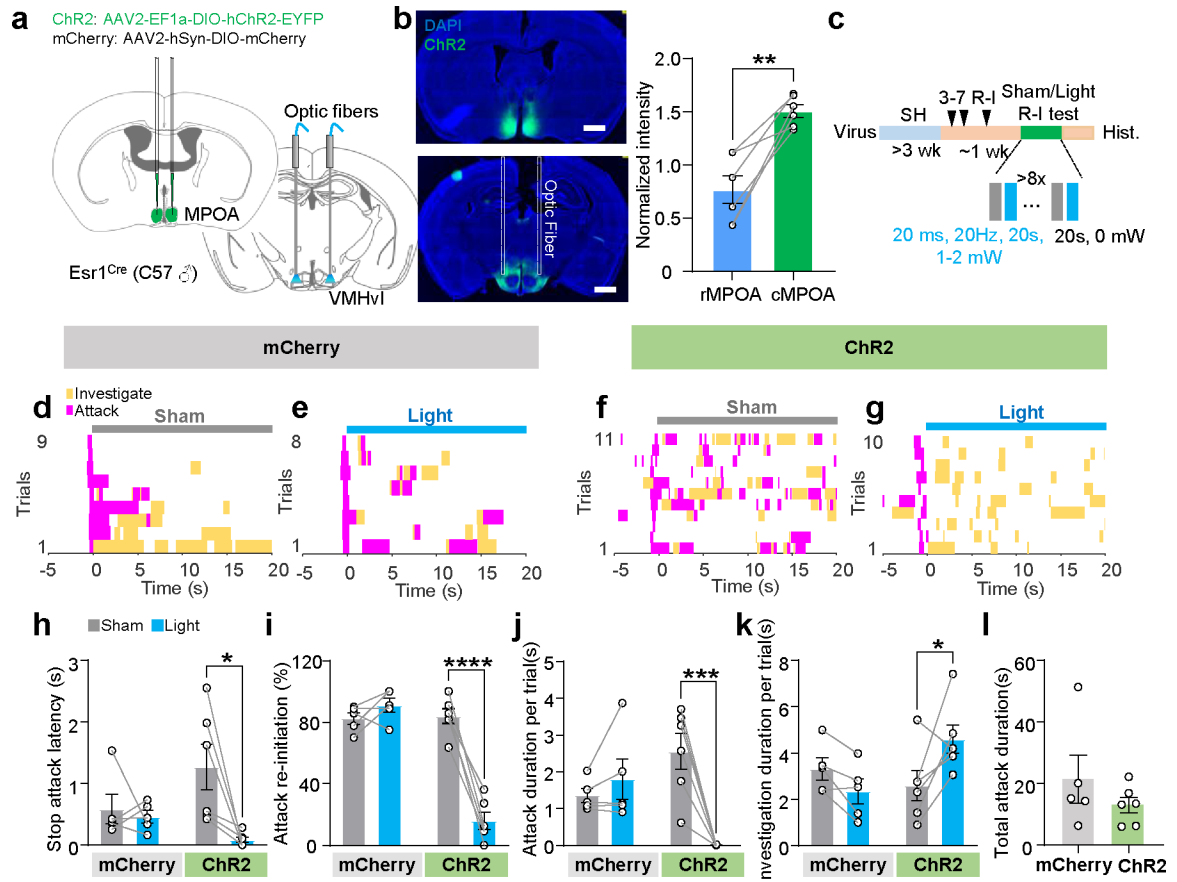 a
ChR2: AAV2-EF1a-DIO-hChR2-EYFP
mCherry: AAV2-hSyn-DIO-mCherry
Optic fibers
MPOA
Esr1Cre (C57 ♂)
VMHvl
b
DAPI
ChR2
Optic Fiber
Normalized intensity
2.0
1.5
1.0
0.5
0
**
rMPOA cMPOA
c
3-7 R-I
Sham/Light
R-I test
SH
Virus
Hist.
>3 wk
~1 wk
>8x
...
20 ms, 20Hz, 20s,
1-2 mW
20s, 0 mW
mCherry
ChR2
Investigate
Attack
d
Sham
9
Trials
1
-5 0 5 10 15 20
Time (s)
e
Light
8
Trials
1
-5 0 5 10 15 20
Time (s)
f
Sham
11
Trials
1
-5 0 5 10 15 20
Time (s)
g
Light
10
Trials
1
-5 0 5 10 15 20
Time (s)
Sham Light
h
Stop attack latency (s)
3
2
1
0
*
mCherry ChR2
i
Attack re-initiation (%)
120
80
40
0
****
mCherry ChR2
j
Attack duration per trial(s)
5
4
3
2
1
0
***
mCherry ChR2
k
Investigation duration per trial(s)
8
6
4
2
0
*
mCherry ChR2
l
Total attack duration(s)
60
40
20
0
mCherry ChR2